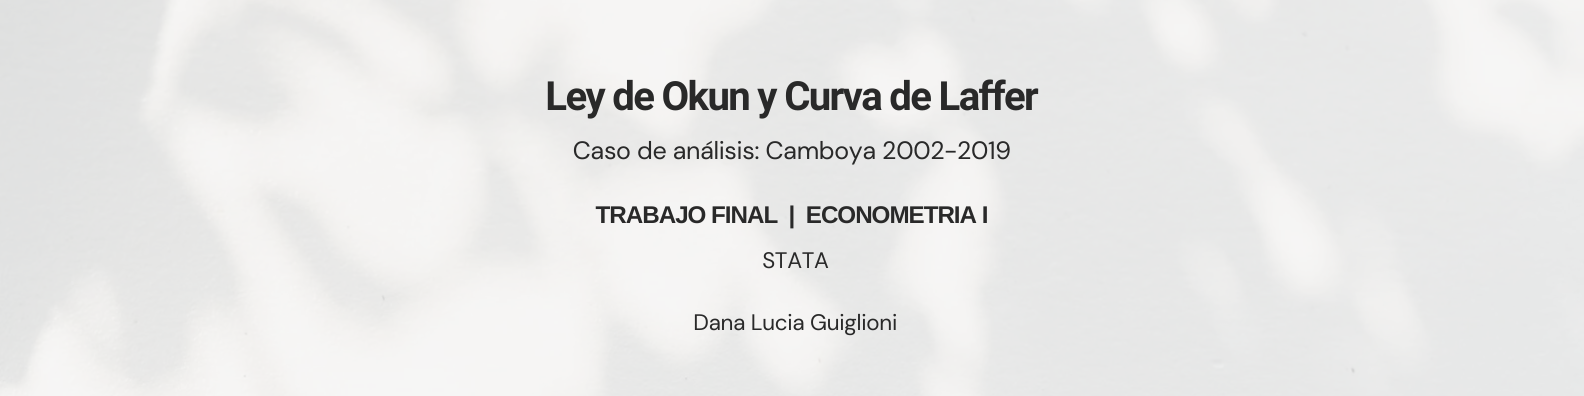 Ley de Okun y Curva de Laffer
Caso de análisis: Camboya 2002-2019
TRABAJO FINAL | ECONOMETRIA I
STATA
Dana Lucia Guiglioni